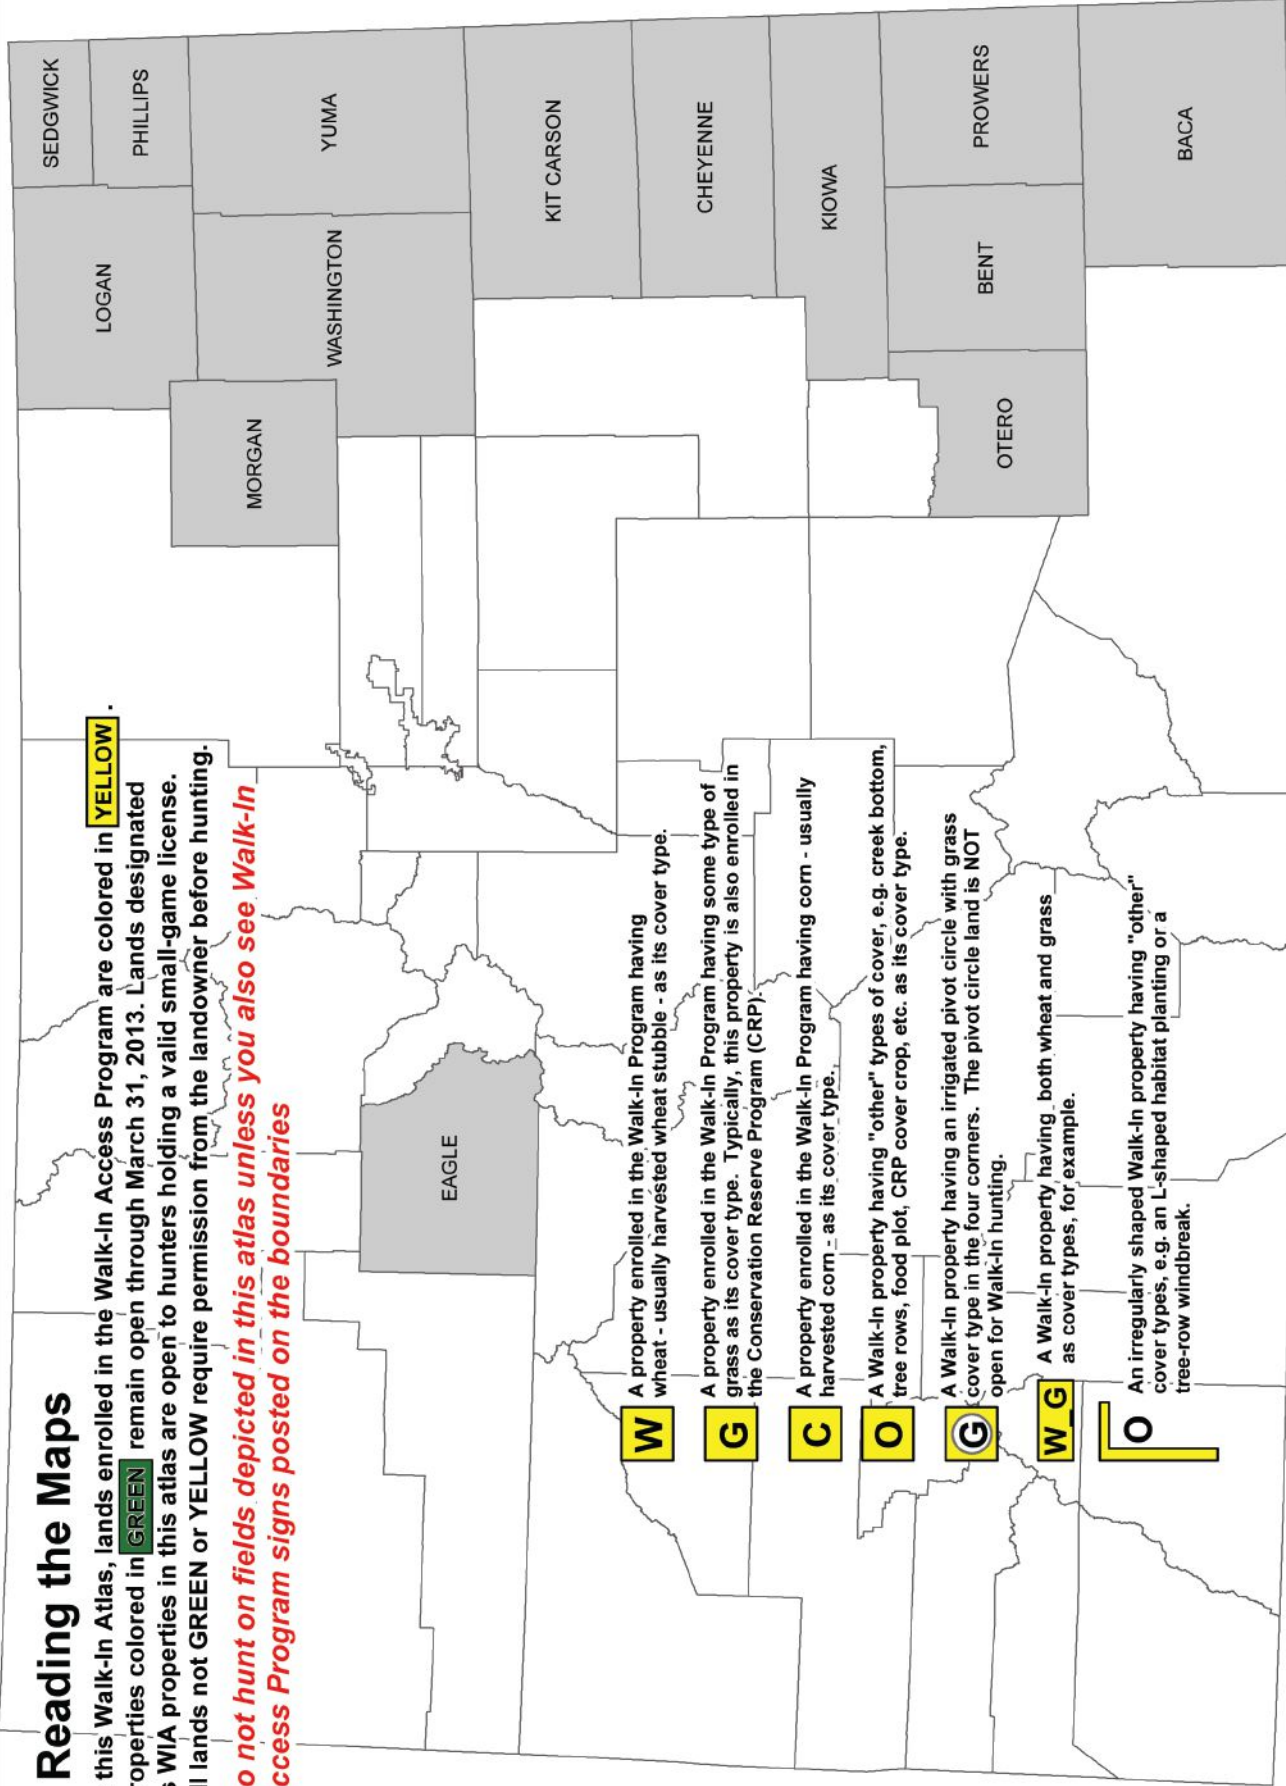 Reading the Maps
this Walk-In Atlas, lands enrolled in the Walk-In Access Program are colored in YELLOW .
roperties colored in GREEN remain open through March 31, 2013. Lands designated
s WIA properties in this atlas are open to hunters holding a valid small-game license.
ll lands not GREEN or YELLOW require permission from the landowner before hunting.
o not hunt on fields depicted in this atlas unless you also see Walk-In
ccess Program signs posted on the boundaries
SEDGWICK
LOGAN
PHILLIPS
MORGAN
WASHINGTON
YUMA
EAGLE
KIT CARSON
CHEYENNE
KIOWA
OTERO
BENT
PROWERS
BACA
W
A property enrolled in the Walk-In Program having
wheat - usually harvested wheat stubble - as its cover type.
G
A property enrolled in the Walk-In Program having some type of
grass as its cover type. Typically, this property is also enrolled in
the Conservation Reserve Program (CRP).
C
A property enrolled in the Walk-In Program having corn - usually
harvested corn - as its cover type.
O
A Walk-In property having "other" types of cover, e.g. creek bottom,
tree rows, food plot, CRP cover crop, etc. as its cover type.
G
A Walk-In property having an irrigated pivot circle with grass
cover type in the four corners. The pivot circle land is NOT
open for Walk-In hunting.
W_G
A Walk-In property having both wheat and grass
as cover types, for example.
O
An irregularly shaped Walk-In property having "other"
cover types, e.g. an L-shaped habitat planting or a
tree-row windbreak.